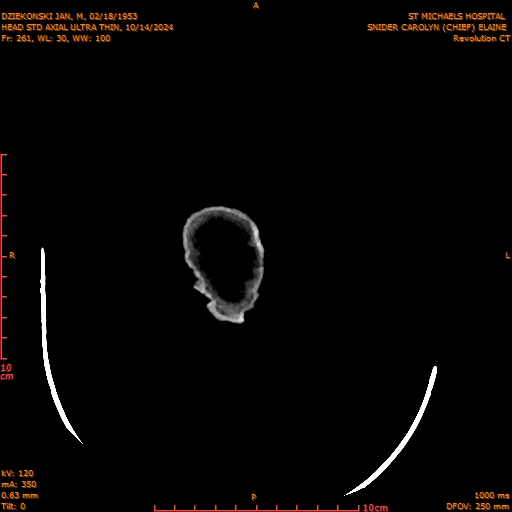 A
DZIEKONSKI JAN, M, 02/18/1953
HEAD STD AXIAL ULTRA THIN, 10/14/2024
Fr: 261, WL: 30, WW: 100
ST MICHAELS HOSPITAL
SNIDER CAROLYN (CHIEF) ELAINE
Revolution CT
R
L
10
cm
kV: 120
mA: 350
0.63 mm
Tilt: 0
P
10cm
1000 ms
DFOV: 250 mm